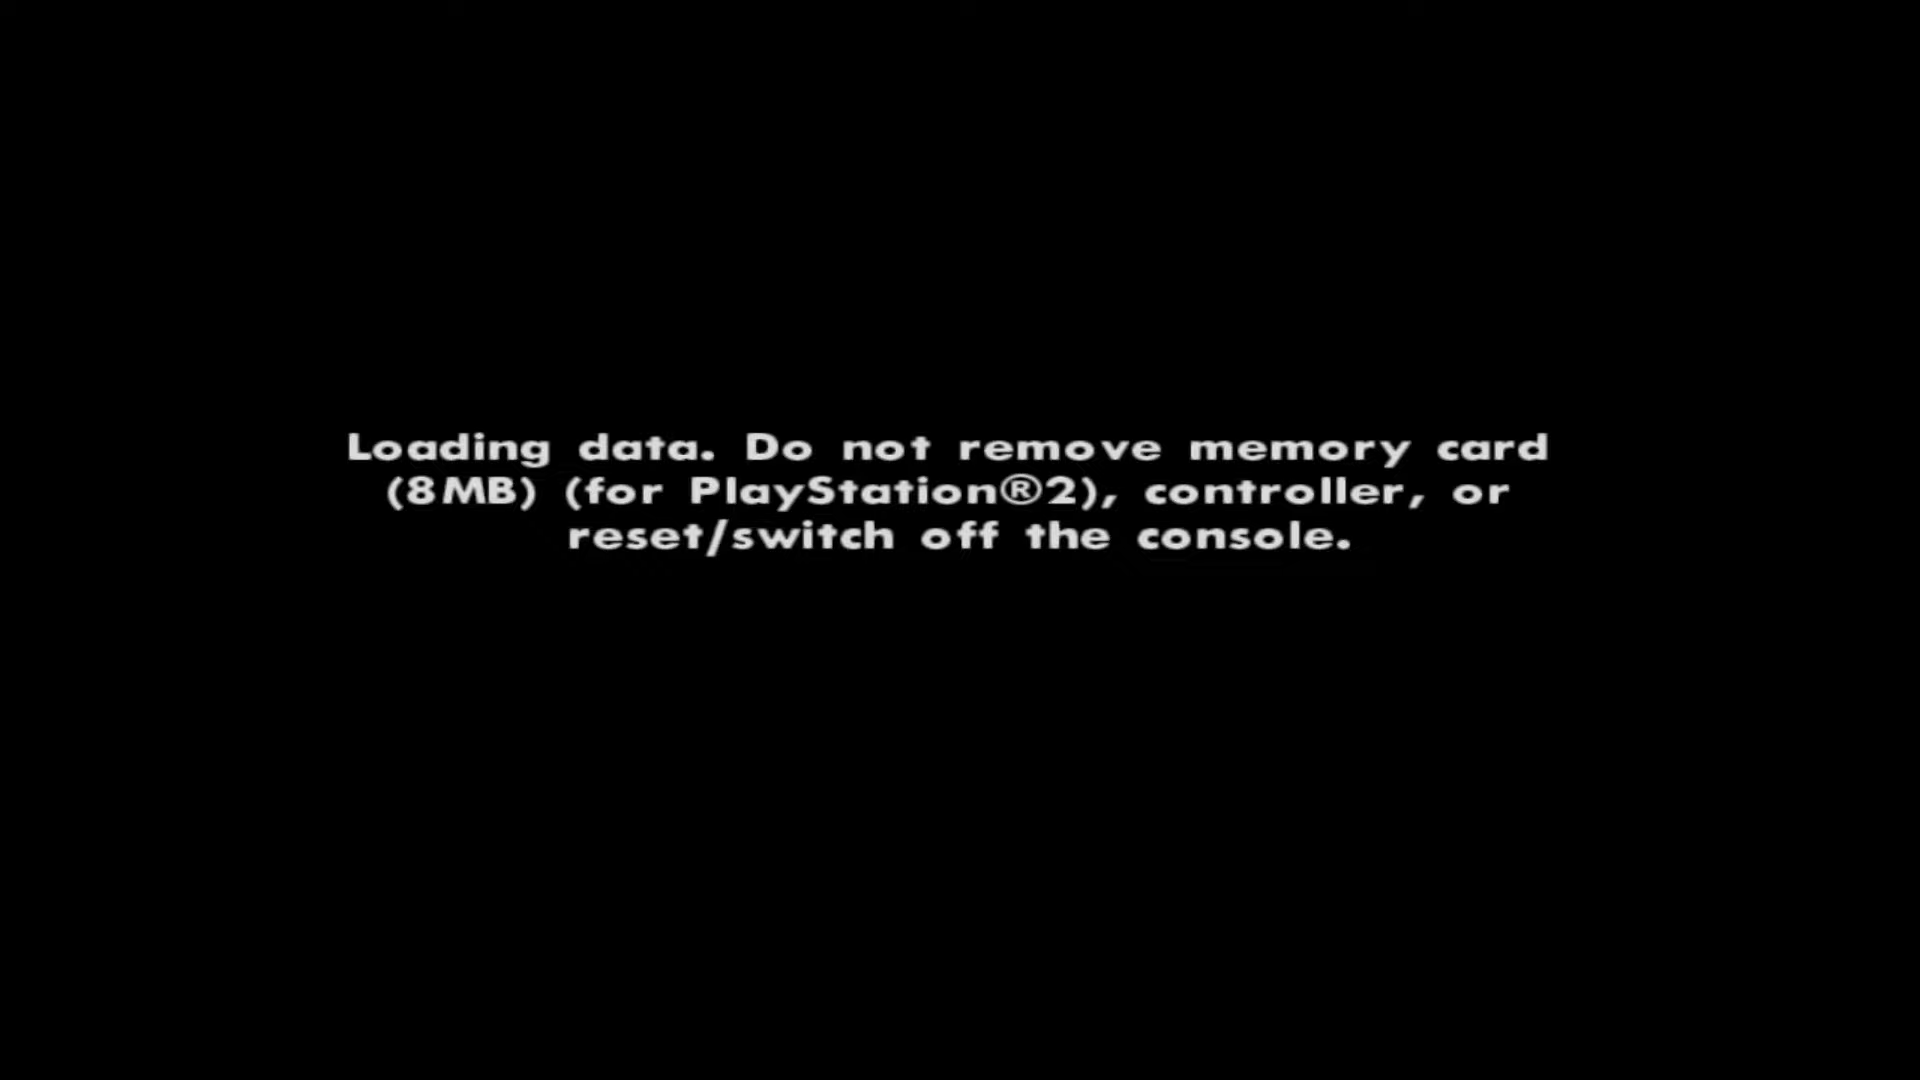 Loading data. Do not remove memory card
(8MB) (for PlayStation®2), controller, or
reset/switch off the console.